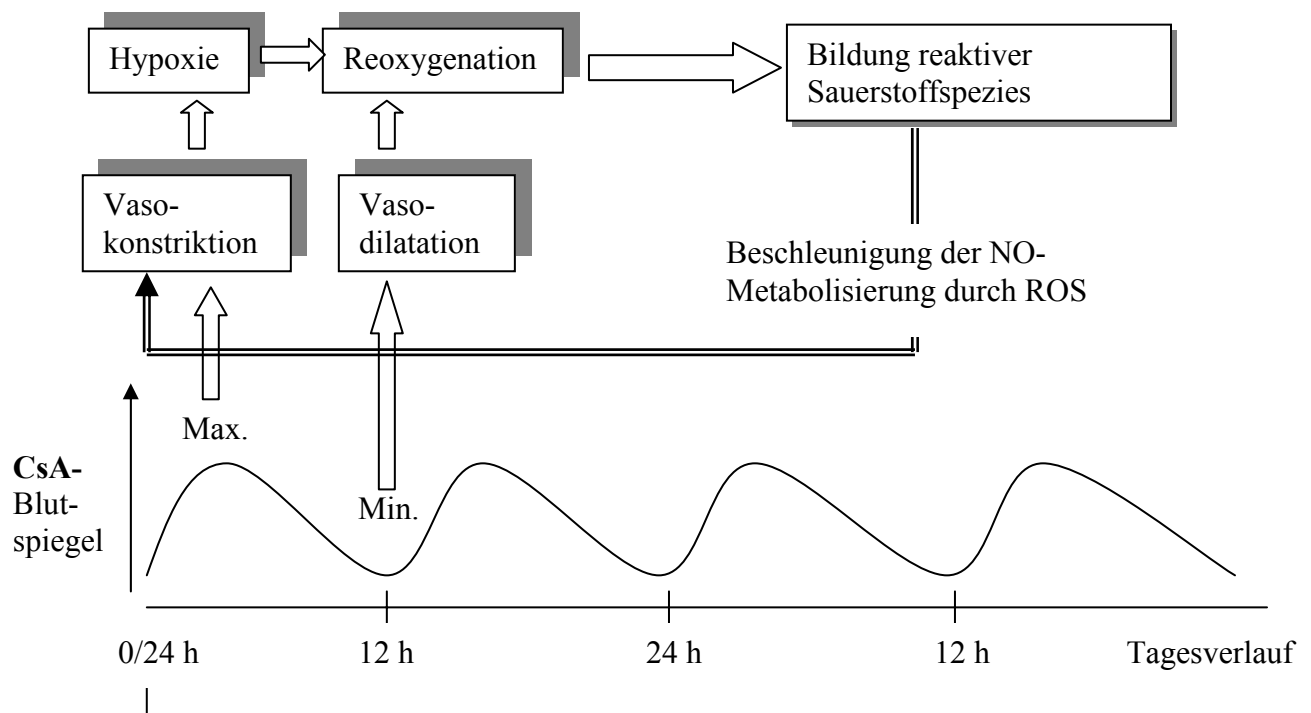 Hypoxie
Reoxygenation
Bildung reaktiver
Sauerstoffspezies
Vaso-
konstriktion
Vaso-
dilatation
Beschleunigung der NO-
Metabolisierung durch ROS
Max.
CsA-
Blut-
spiegel
Min.
0/24 h
12 h
24 h
12 h
Tagesverlauf